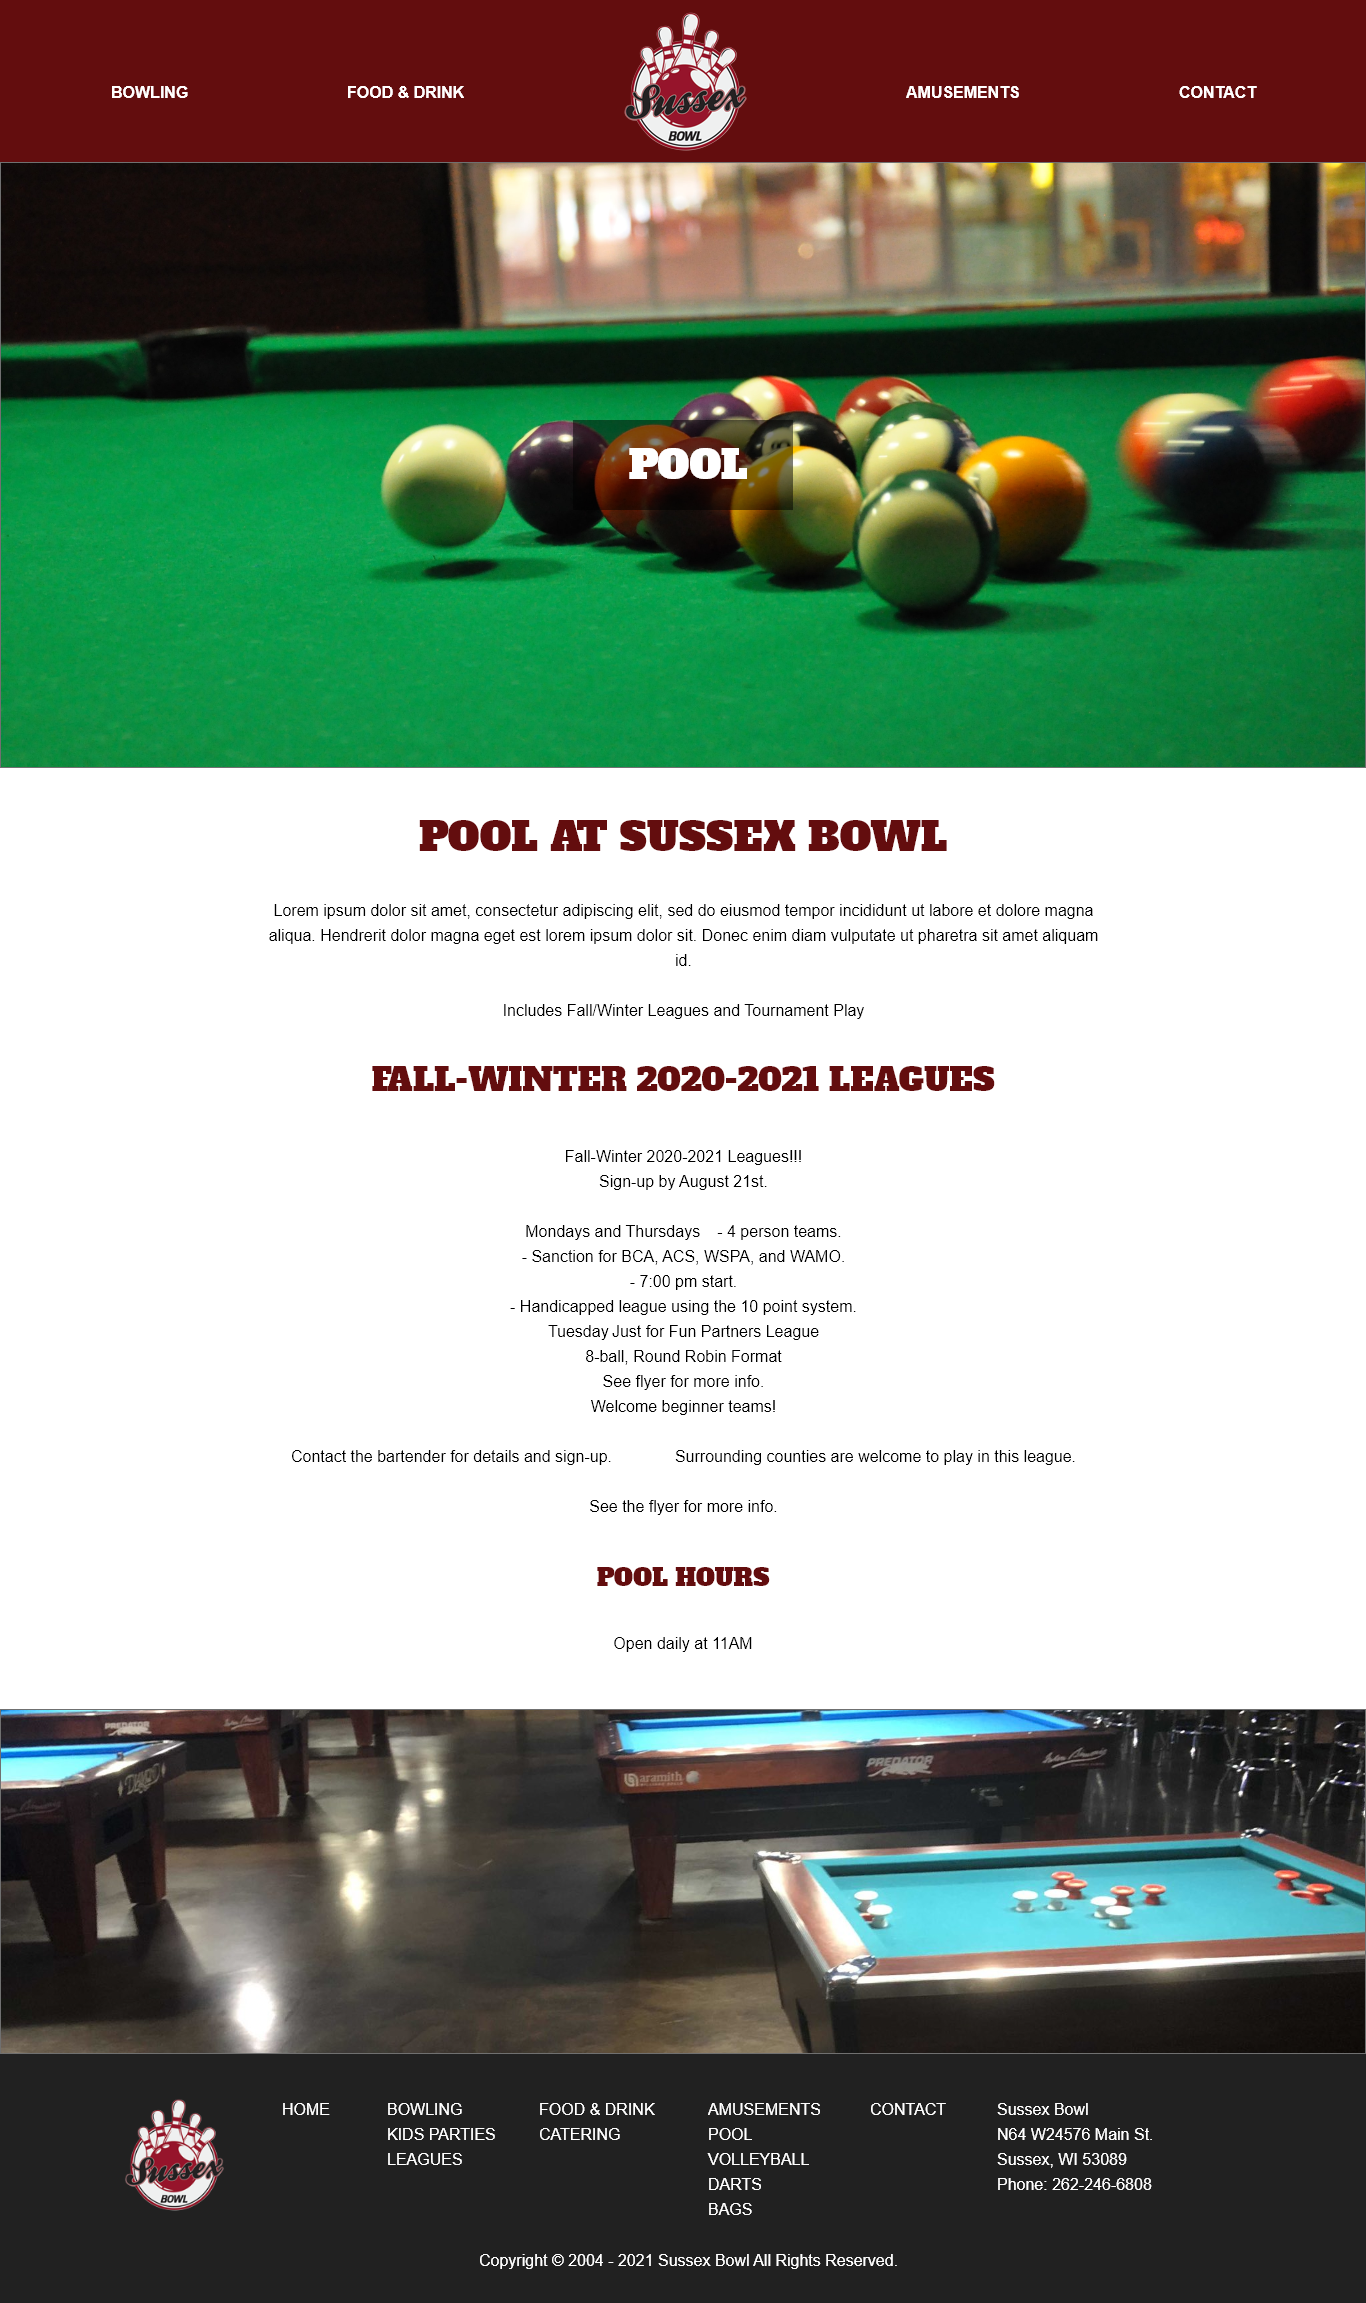 BOWLING
FOOD & DRINK
Sussex
BOWL
AMUSEMENTS
CONTACT
POOL
POOL AT SUSSEX BOWL
Lorem ipsum dolor sit amet, consectetur adipiscing elit, sed do eiusmod tempor incididunt ut labore et dolore magna
aliqua. Hendrerit dolor magna eget est lorem ipsum dolor sit. Donec enim diam vulputate ut pharetra sit amet aliquam
id.
Includes Fall/Winter Leagues and Tournament Play
FALL-WINTER 2020-2021 LEAGUES
Fall-Winter 2020-2021 Leagues!!!
Sign-up by August 21st.
Mondays and Thursdays - 4 person teams.
- Sanction for BCA, ACS, WSPA, and WAMO.
- 7:00 pm start.
- Handicapped league using the 10 point system.
Tuesday Just for Fun Partners League
8-ball, Round Robin Format
See flyer for more info.
Welcome beginner teams!
Contact the bartender for details and sign-up. Surrounding counties are welcome to play in this league.
See the flyer for more info.
POOL HOURS
Open daily at 11AM
PREDATOR
DIAMOND
aramith
PREDATOR
Sussex
BOWL
HOME
BOWLING
KIDS PARTIES
LEAGUES
FOOD & DRINK
CATERING
AMUSEMENTS
POOL
VOLLEYBALL
DARTS
BAGS
CONTACT
Sussex Bowl
N64 W24576 Main St.
Sussex, WI 53089
Phone: 262-246-6808
Copyright © 2004 - 2021 Sussex Bowl All Rights Reserved.